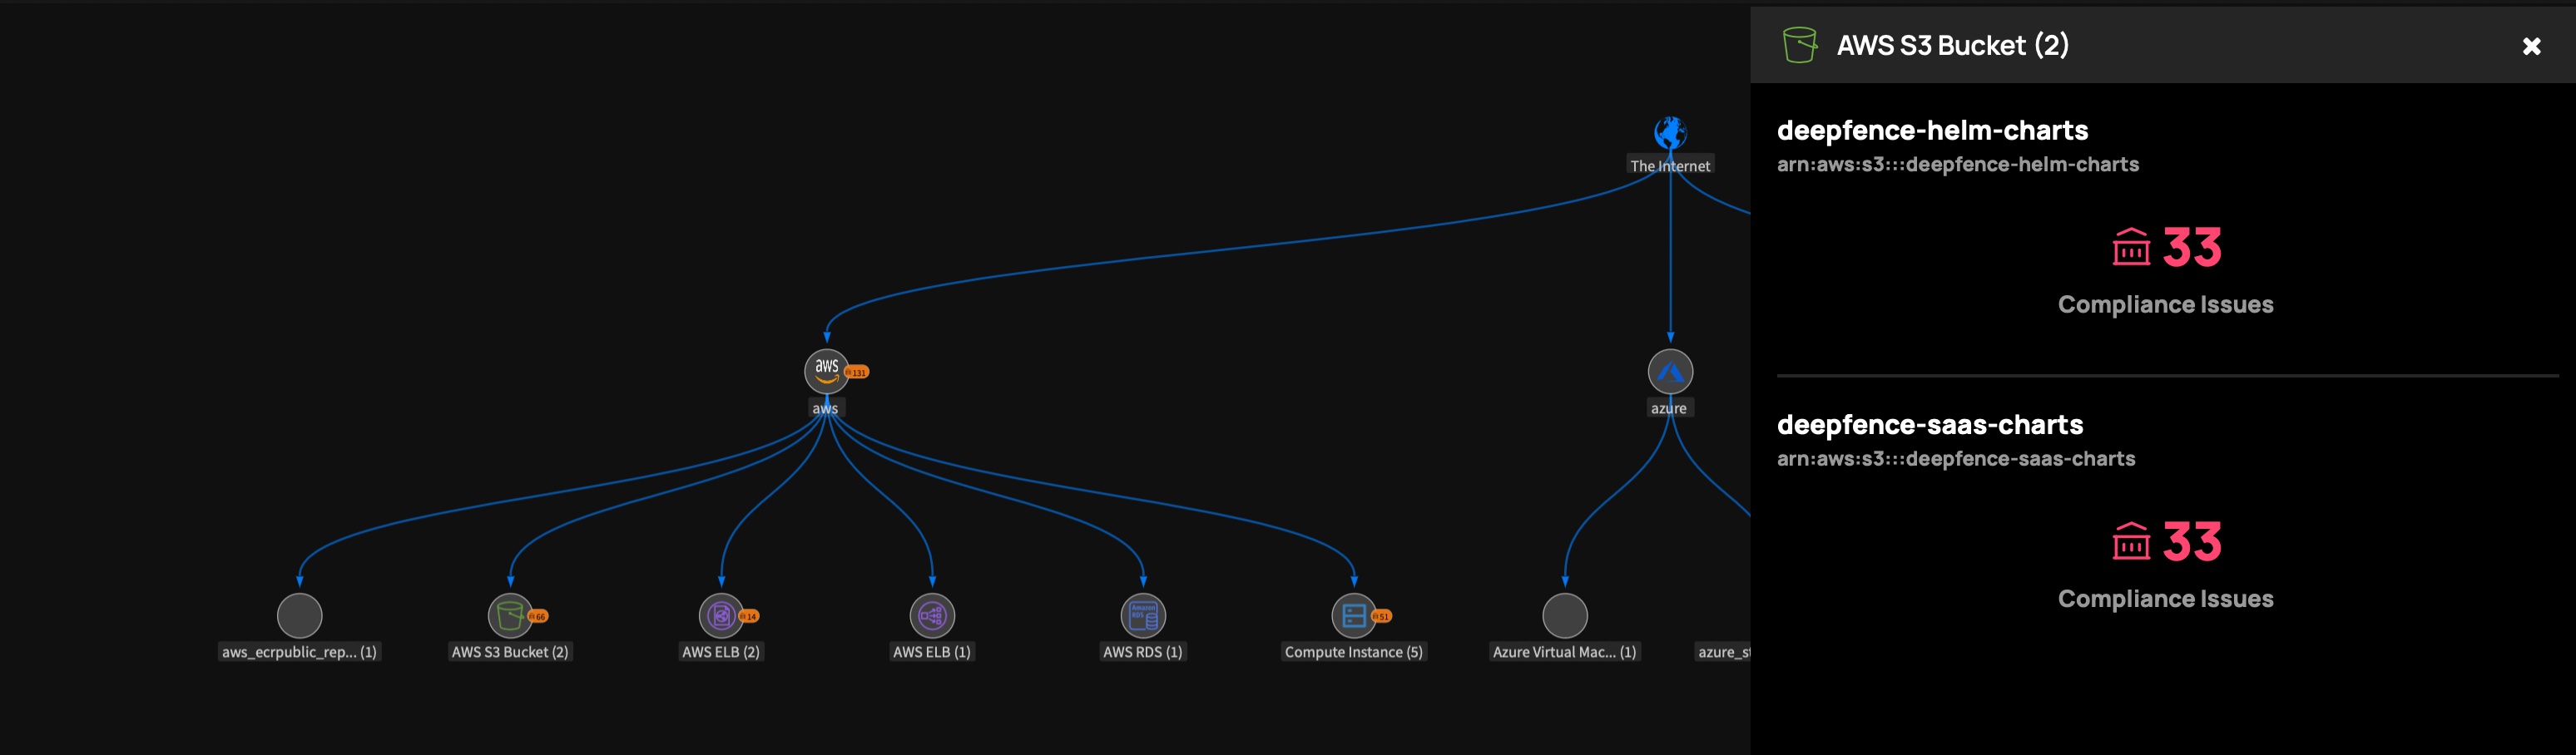 AWS S3 Bucket (2)
deepfence-helm-charts
arn:aws:s3:::deepfence-helm-charts
33
Compliance Issues
deepfence-saas-charts
arn:aws:s3:::deepfence-saas-charts
33
Compliance Issues
The Internet
aws
131
aws
azure
66
14
Amazon
RDS
51
aws_ecrpublic_rep... (1)
AWS S3 Bucket (2)
AWS ELB (2)
AWS ELB (1)
AWS RDS (1)
Compute Instance (5)
Azure Virtual Mac... (1)